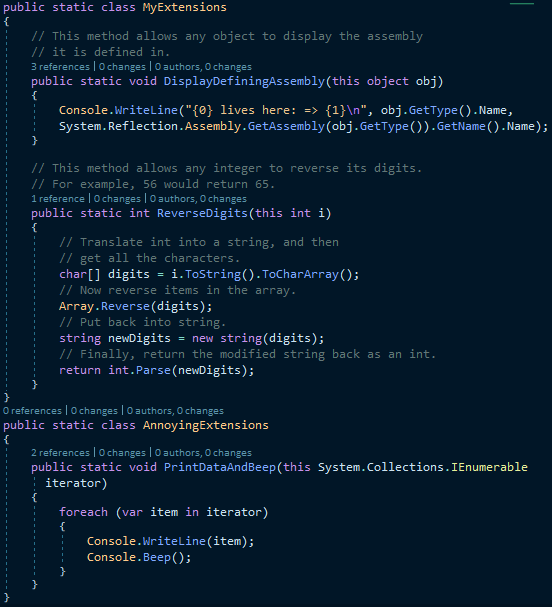 public static class MyExtensions
{
// This method allows any object to display the assembly
// it is defined in.
3 references | 0 changes | 0 authors, 0 changes
public static void DisplayDefiningAssembly(this object obj)
{
Console.WriteLine("{0} lives here: => {1}\n", obj.GetType().Name,
System.Reflection.Assembly.GetAssembly(obj.GetType()).GetName().Name);
}
// This method allows any integer to reverse its digits.
// For example, 56 would return 65.
1 reference | 0 changes | 0 authors, 0 changes
public static int ReverseDigits(this int i)
{
// Translate int into a string, and then
// get all the characters.
char[] digits = i.ToString().ToCharArray();
// Now reverse items in the array.
Array.Reverse(digits);
// Put back into string.
string newDigits = new string(digits);
// Finally, return the modified string back as an int.
return int.Parse(newDigits);
}
}
0 references | 0 changes | 0 authors, 0 changes
public static class AnnoyingExtensions
{
2 references | 0 changes | 0 authors, 0 changes
public static void PrintDataAndBeep(this System.Collections.IEnumerable
iterator)
{
foreach (var item in iterator)
{
Console.WriteLine(item);
Console.Beep();
}
}
}